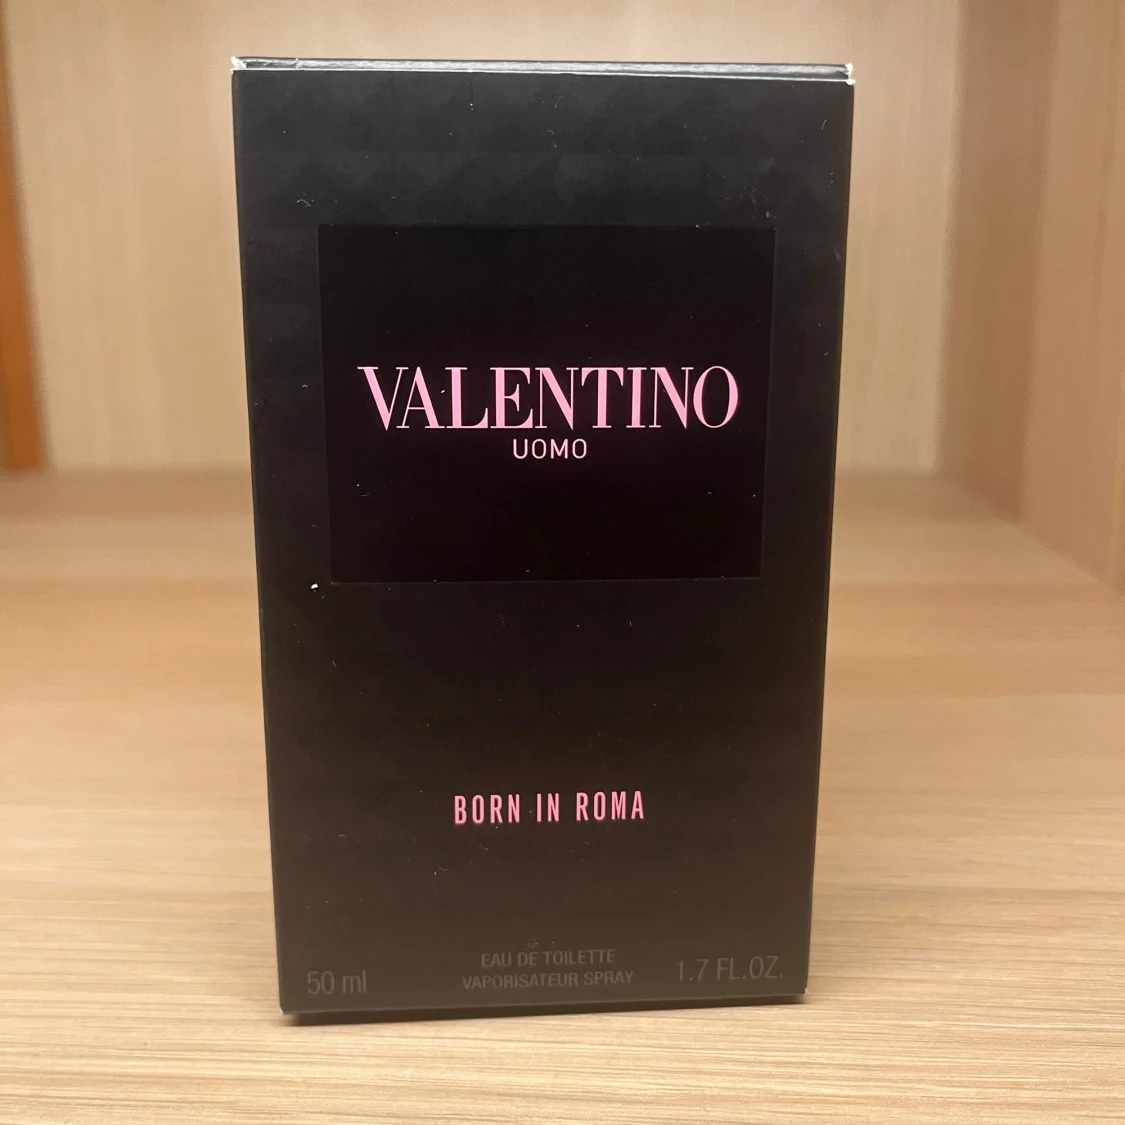 VALENTINO
UOMO
BORN IN ROMA
EAU DE TOILETTE
50 ml VAPORISATEUR SPRAY 1.7 FL.OZ.